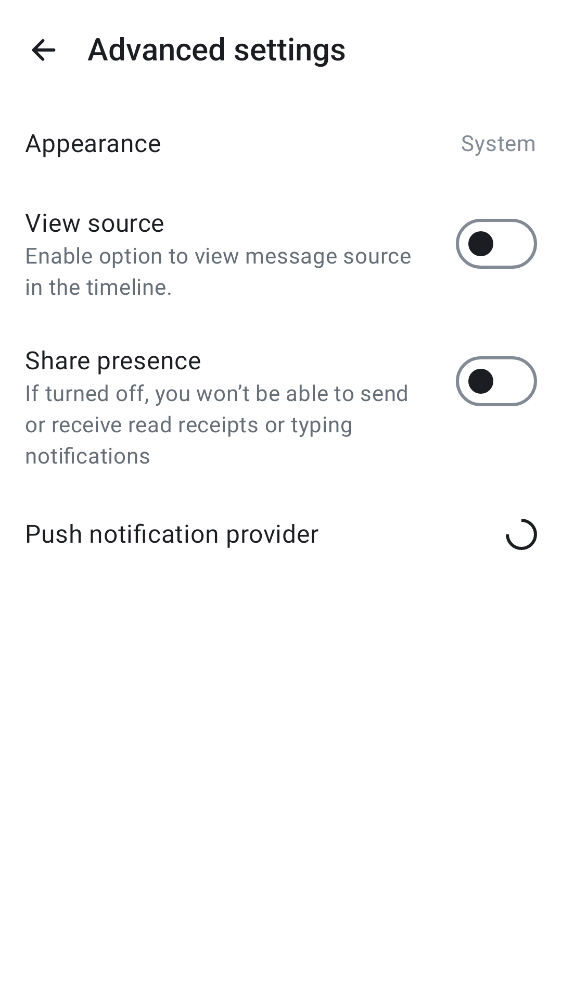 Advanced settings
Appearance
System
View source
Enable option to view message source
in the timeline.
Share presence
If turned off, you won’t be able to send
or receive read receipts or typing
notifications
Push notification provider